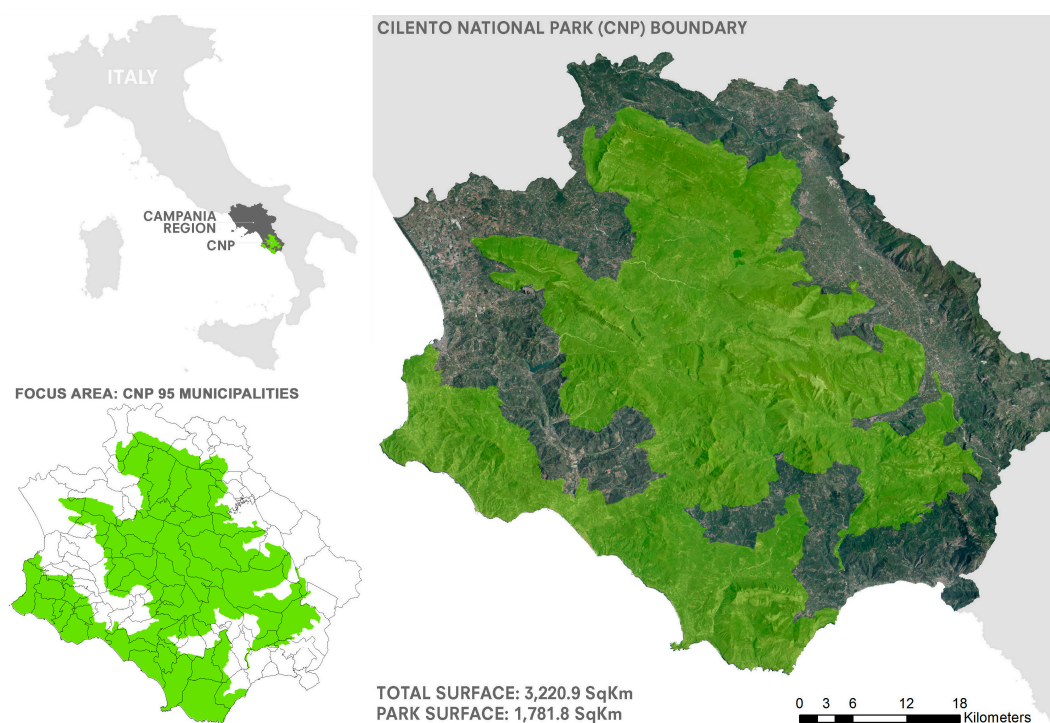 CILENTO NATIONAL PARK (CNP) BOUNDARY
ITALY
CAMPANIA
REGION
CNP
FOCUS AREA: CNP 95 MUNICIPALITIES
TOTAL SURFACE: 3,220.9 SqKm
PARK SURFACE: 1,781.8 SqKm
0 3 6 12 18
Kilometers